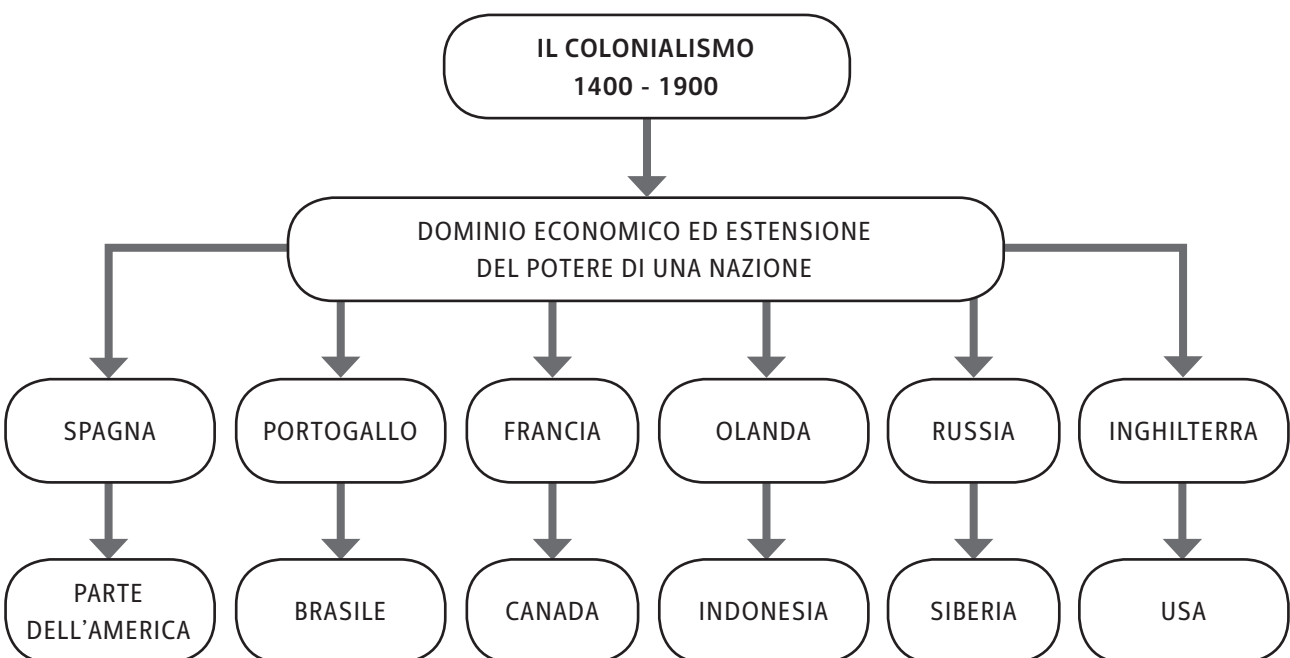 IL COLONIALISMO
1400 - 1900
DOMINIO ECONOMICO ED ESTENSIONE
DEL POTERE DI UNA NAZIONE
SPAGNA
PORTOGALLO
FRANCIA
OLANDA
RUSSIA
INGHILTERRA
PARTE
DELL'AMERICA
BRASILE
CANADA
INDONESIA
SIBERIA
USA